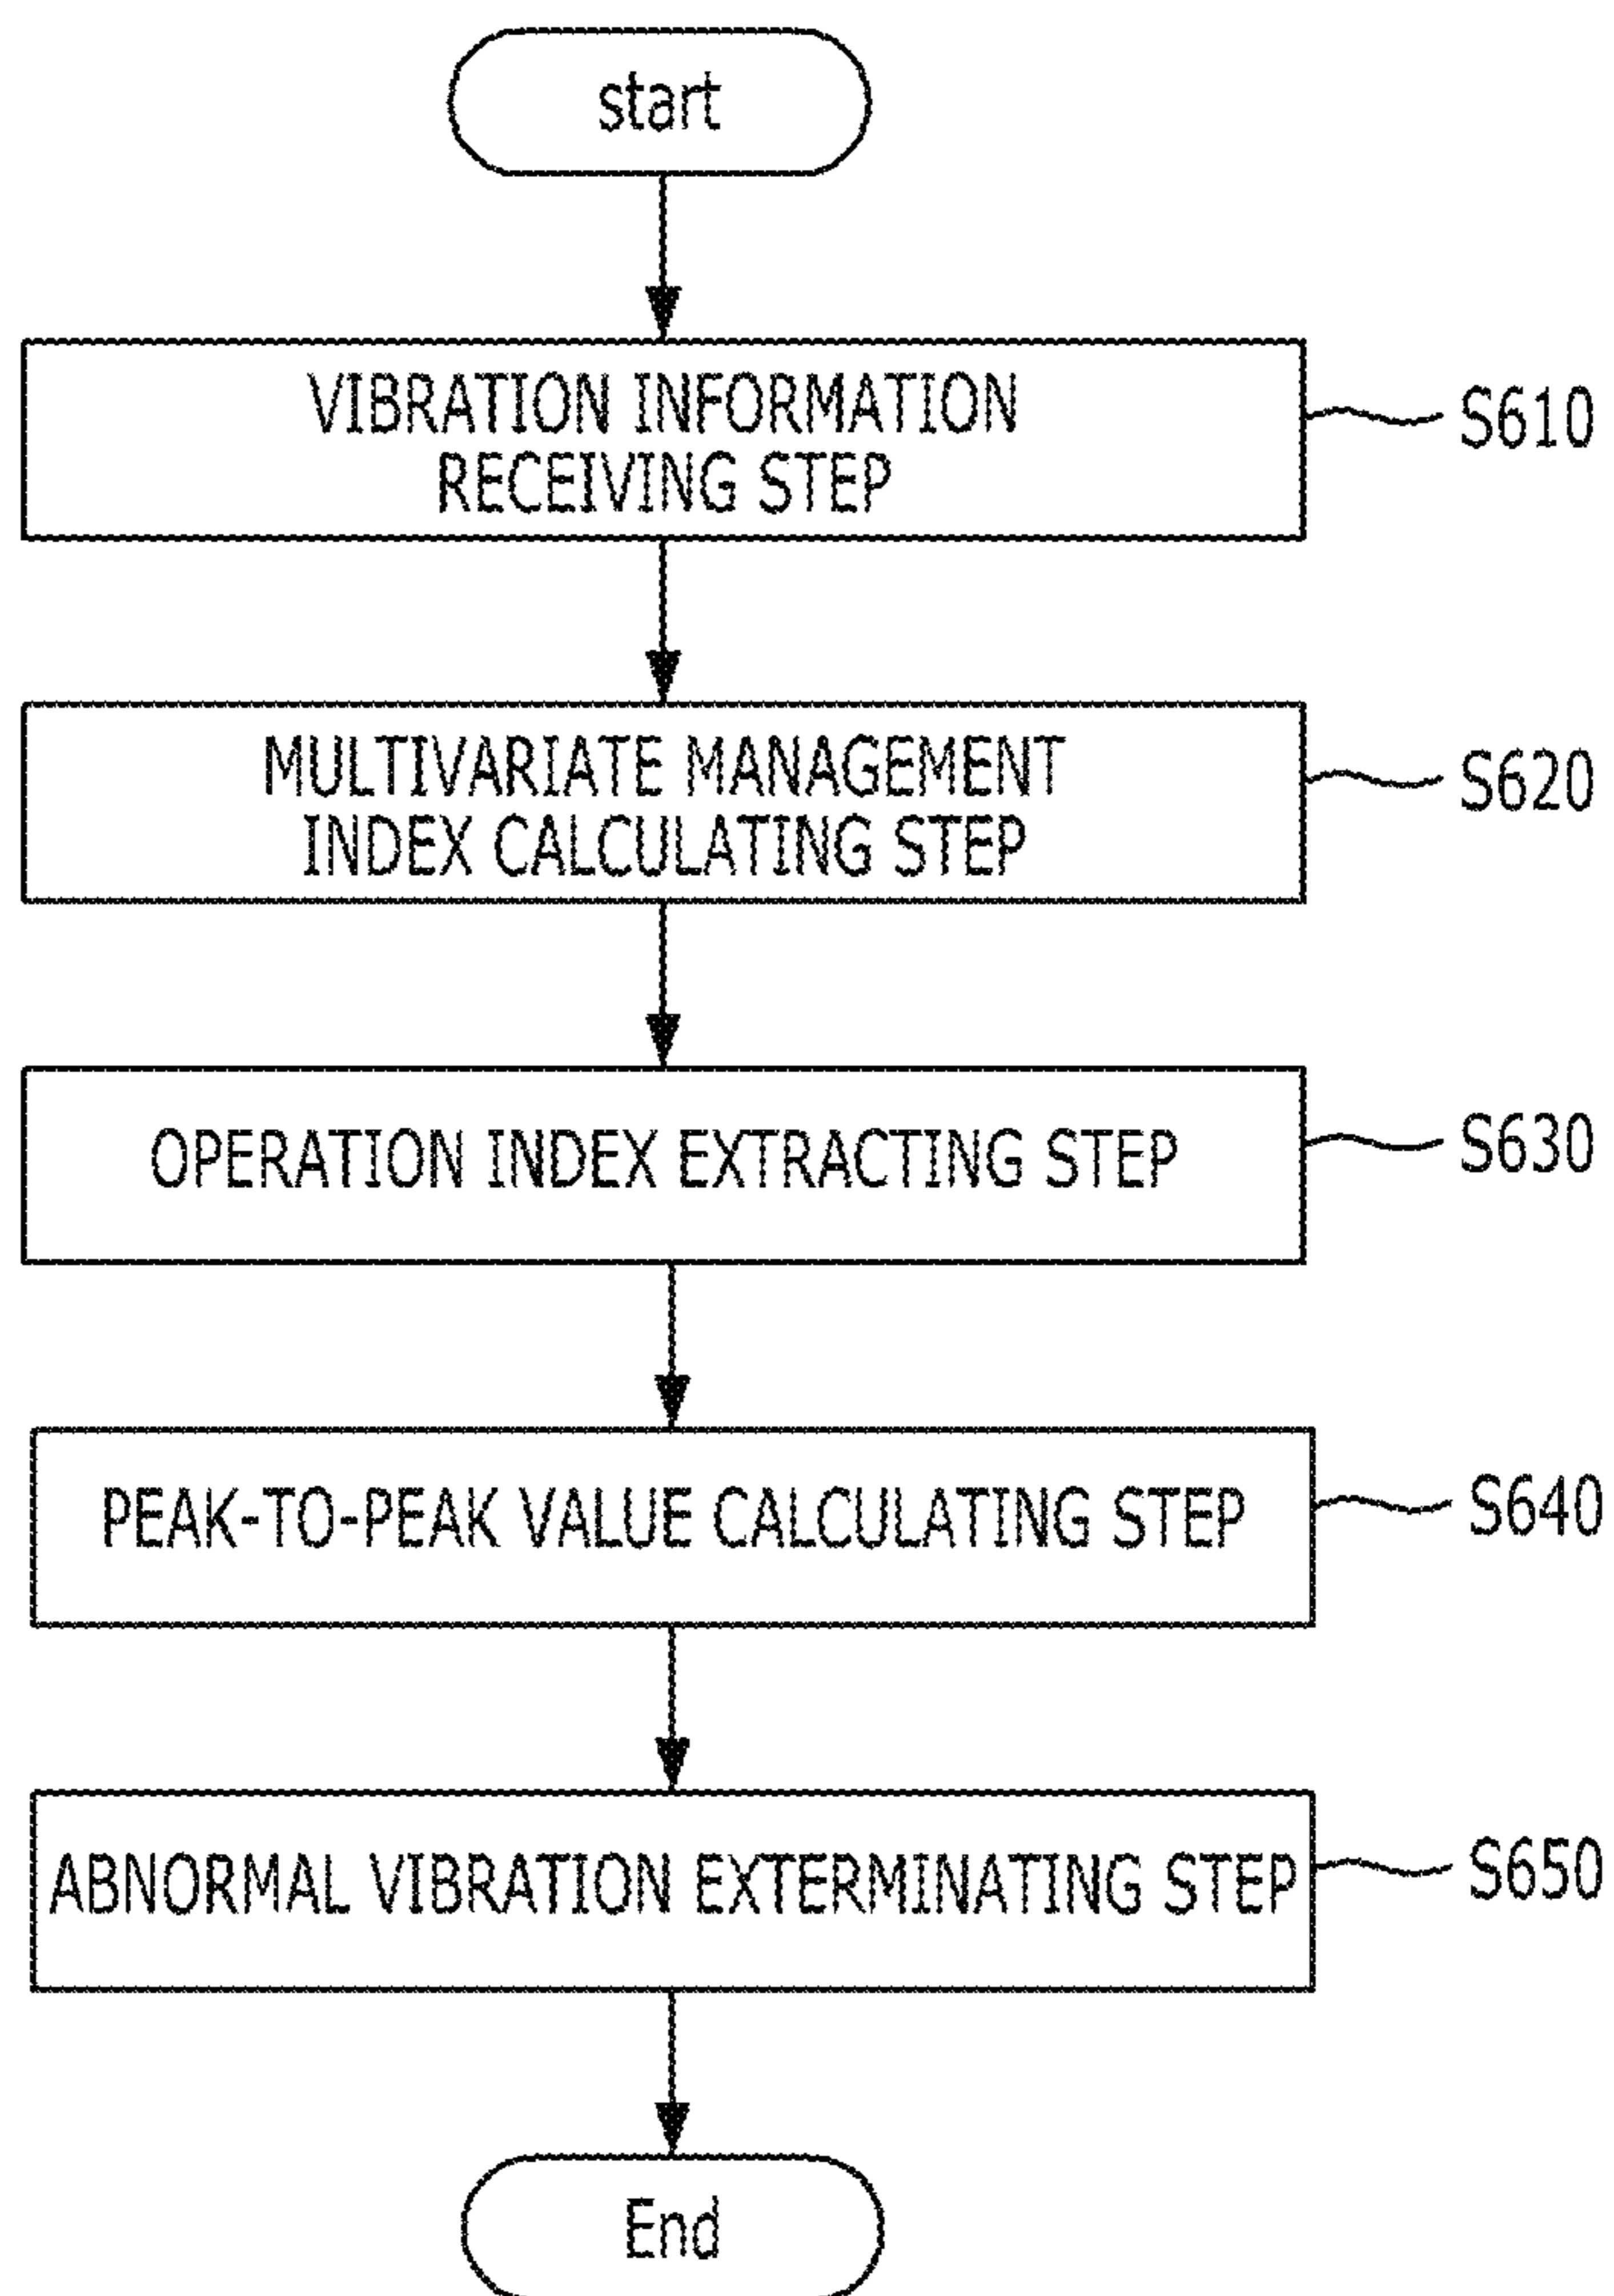 start
VIBRATION INFORMATION
RECEIVING STEP
S610
MULTIVARIATE MANAGEMENT
INDEX CALCULATING STEP
S620
OPERATION INDEX EXTRACTING STEP
S630
PEAK-TO-PEAK VALUE CALCULATING STEP
S640
ABNORMAL VIBRATION EXTERMINATING STEP
S650
End